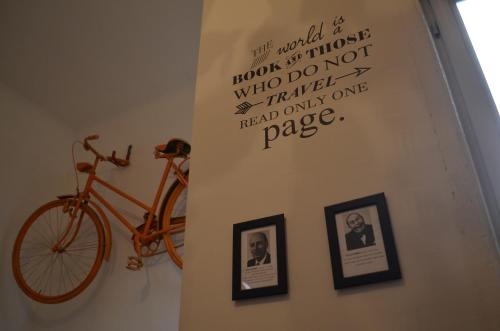 THE world is a
BOOK AND THOSE
WHO DO NOT
TRAVEL
READ ONLY ONE
page.